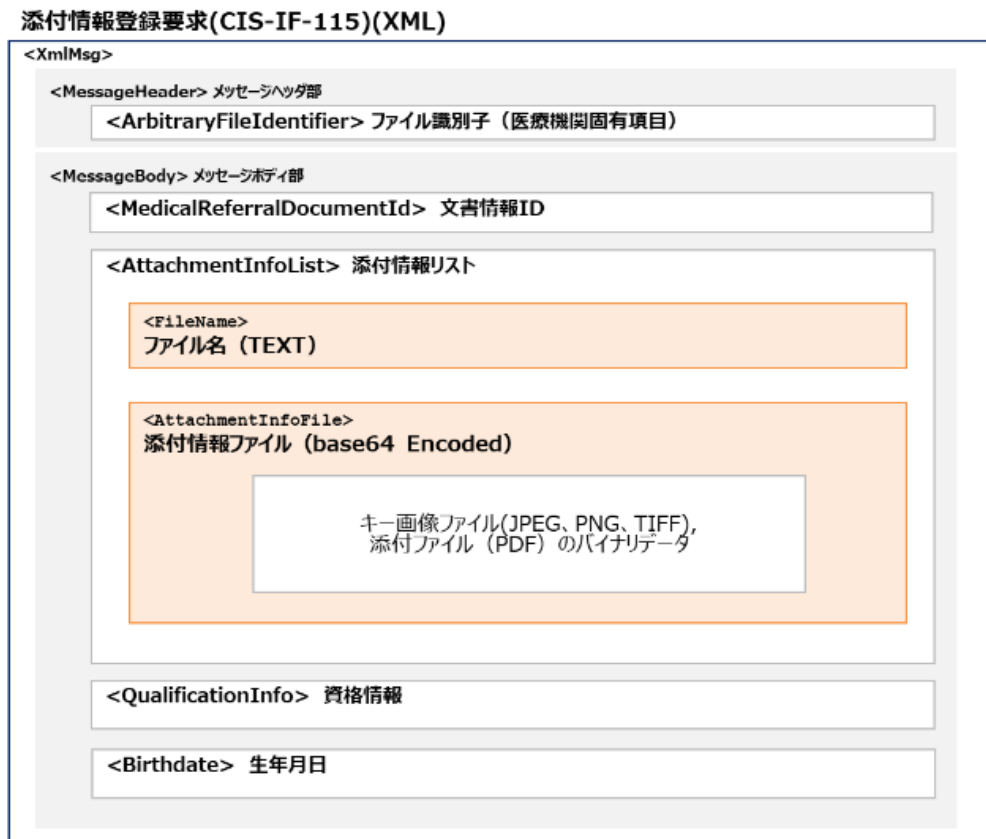 添付情報登録要求(CIS-IF-115)(XML)
<XmlMsg>
<MessageHeader> メッセージヘッダ部
<ArbitraryFileIdentifier> ファイル識別子（医療機関固有項目）
<MessageBody> メッセージボディ部
<MedicalReferralDocumentId> 文書情報ID
<AttachmentInfoList> 添付情報リスト
<FileName>
ファイル名（TEXT）
<AttachmentInfoFile>
添付情報ファイル（base64 Encoded）
キー画像ファイル(JPEG、PNG、TIFF),
添付ファイル（PDF）のバイナリデータ
<QualificationInfo> 資格情報
<Birthdate> 生年月日